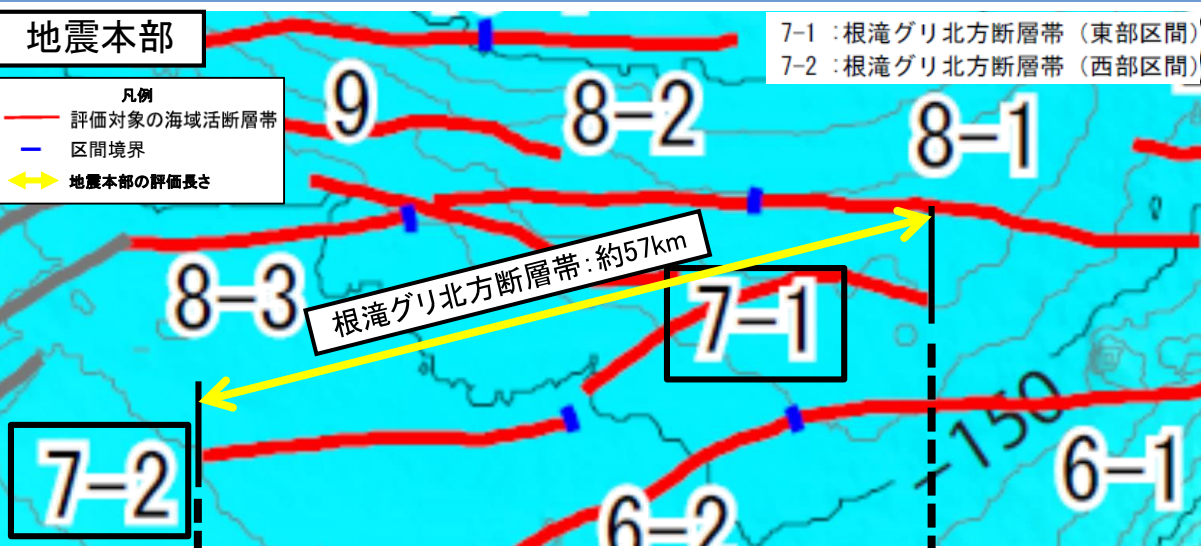 地震本部
7-1 ：根滝グリ北方断層帯（東部区間）
7-2 ：根滝グリ北方断層帯（西部区間）
凡例
評価対象の海域活断層帯
区間境界
地震本部の評価長さ
9
8-2
8-1
8-3
根滝グリ北方断層帯：約57km
7-1
7-2
-150
6-1
6-2